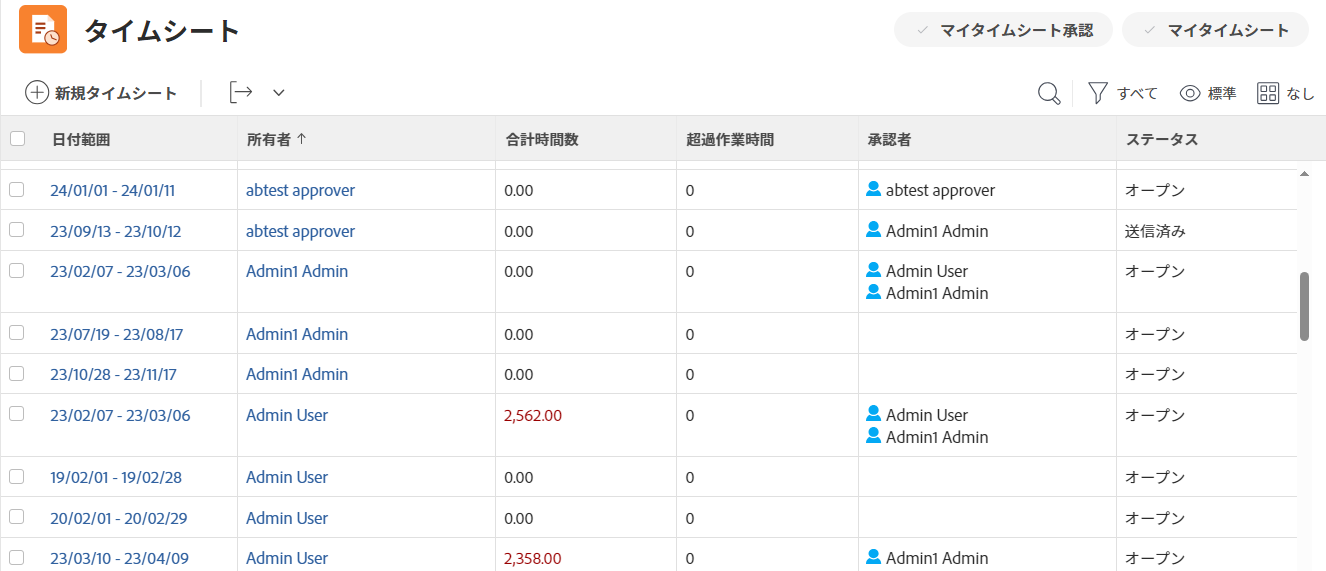 タイムシート
マイタイムシート承認 マイタイムシート
新規タイムシート すべて 標準 なし
日付範囲 所有者 ↑ 合計時間数 超過作業時間 承認者 ステータス
24/01/01 - 24/01/11 abtest approver 0.00 0 abtest approver オープン
23/09/13 - 23/10/12 abtest approver 0.00 0 Admin1 Admin 送信済み
23/02/07 - 23/03/06 Admin1 Admin 0.00 0 Admin User オープン
Admin1 Admin
23/07/19 - 23/08/17 Admin1 Admin 0.00 0 オープン
23/10/28 - 23/11/17 Admin1 Admin 0.00 0 オープン
23/02/07 - 23/03/06 Admin User 2,562.00 0 Admin User オープン
Admin1 Admin
19/02/01 - 19/02/28 Admin User 0.00 0 オープン
20/02/01 - 20/02/29 Admin User 0.00 0 オープン
23/03/10 - 23/04/09 Admin User 2,358.00 0 Admin1 Admin オープン